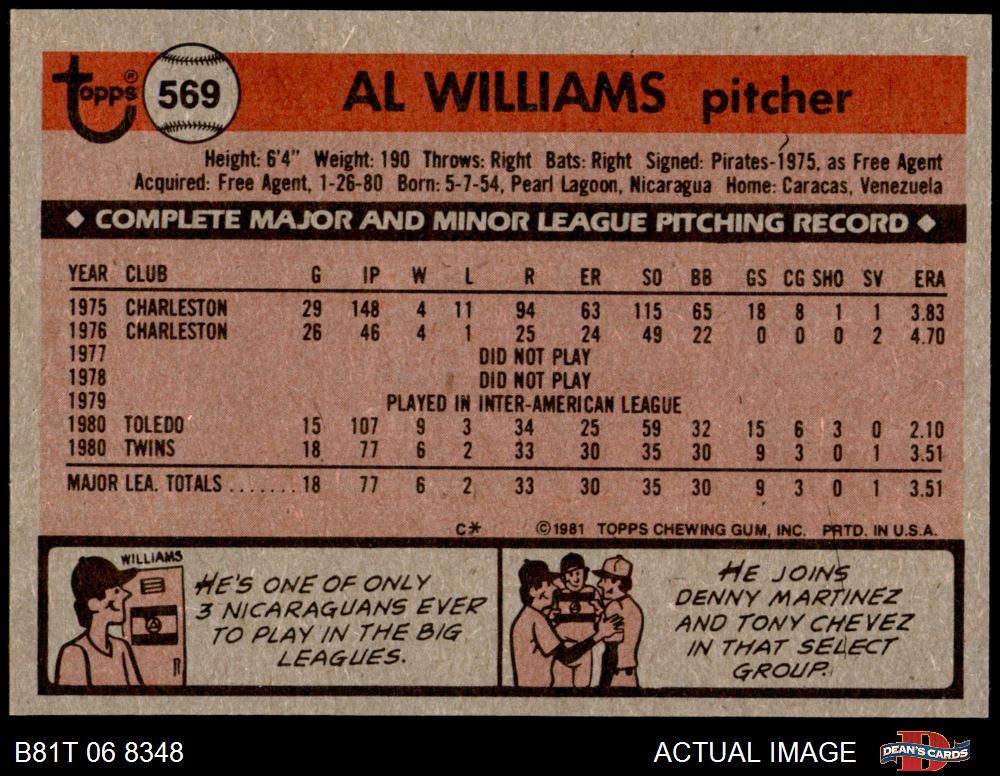 topps® 569 AL WILLIAMS pitcher
Height: 6'4" Weight: 190 Throws: Right Bats: Right Signed: Pirates-1975, as Free Agent
Acquired: Free Agent, 1-26-80 Born: 5-7-54, Pearl Lagoon, Nicaragua Home: Caracas, Venezuela
◆ COMPLETE MAJOR AND MINOR LEAGUE PITCHING RECORD ◆
YEAR CLUB G IP W L R ER SO BB GS CG SHO SV ERA
1975 CHARLESTON 29 148 4 11 94 63 115 65 18 8 1 1 3.83
1976 CHARLESTON 26 46 4 1 25 24 49 22 0 0 0 2 4.70
1977 DID NOT PLAY
1978 DID NOT PLAY
1979 PLAYED IN INTER-AMERICAN LEAGUE
1980 TOLEDO 15 107 9 3 34 25 59 32 15 6 3 0 2.10
1980 TWINS 18 77 6 2 33 30 35 30 9 3 0 1 3.51
MAJOR LEA. TOTALS ....... 18 77 6 2 33 30 35 30 9 3 0 1 3.51
C* ©1981 TOPPS CHEWING GUM, INC. PRTD. IN U.S.A.
WILLIAMS
HE'S ONE OF ONLY
3 NICARAGUANS EVER
TO PLAY IN THE BIG
LEAGUES.
HE JOINS
DENNY MARTINEZ
AND TONY CHEVEZ
IN THAT SELECT
GROUP.
B81T 06 8348 ACTUAL IMAGE DEAN'S CARDS